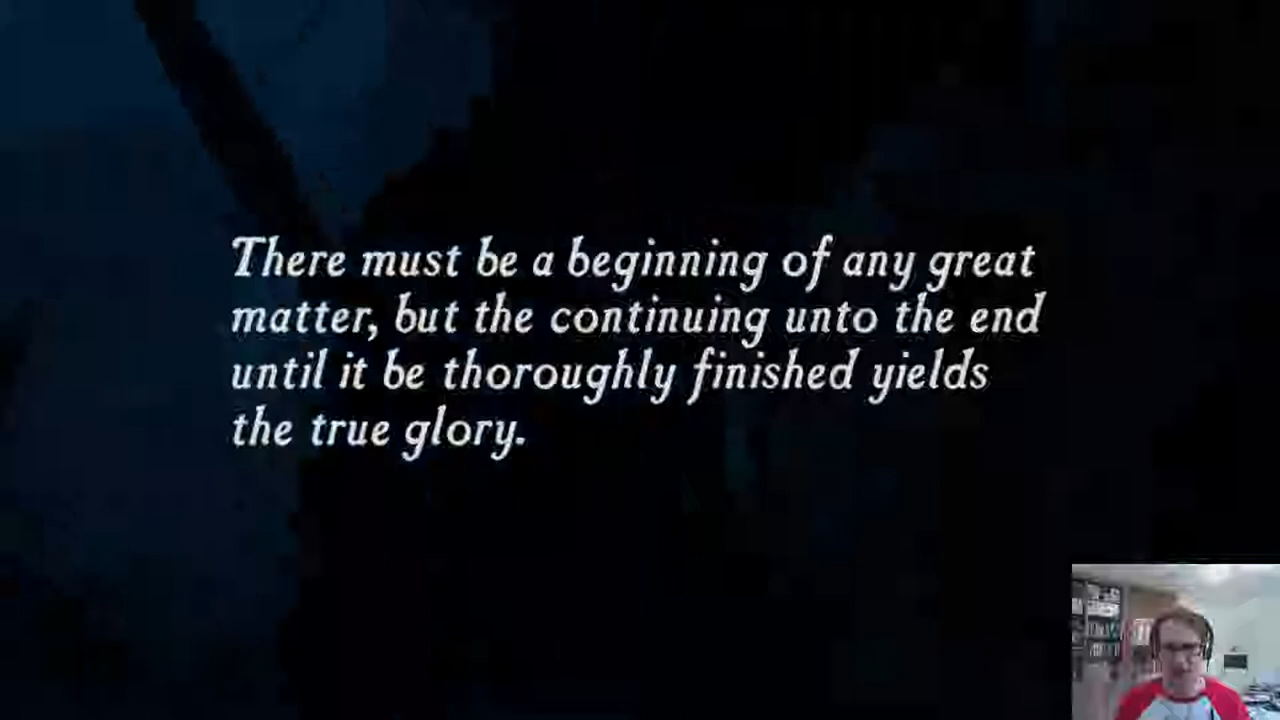 There must be a beginning of any great
matter, but the continuing unto the end
until it be thoroughly finished yields
the true glory.